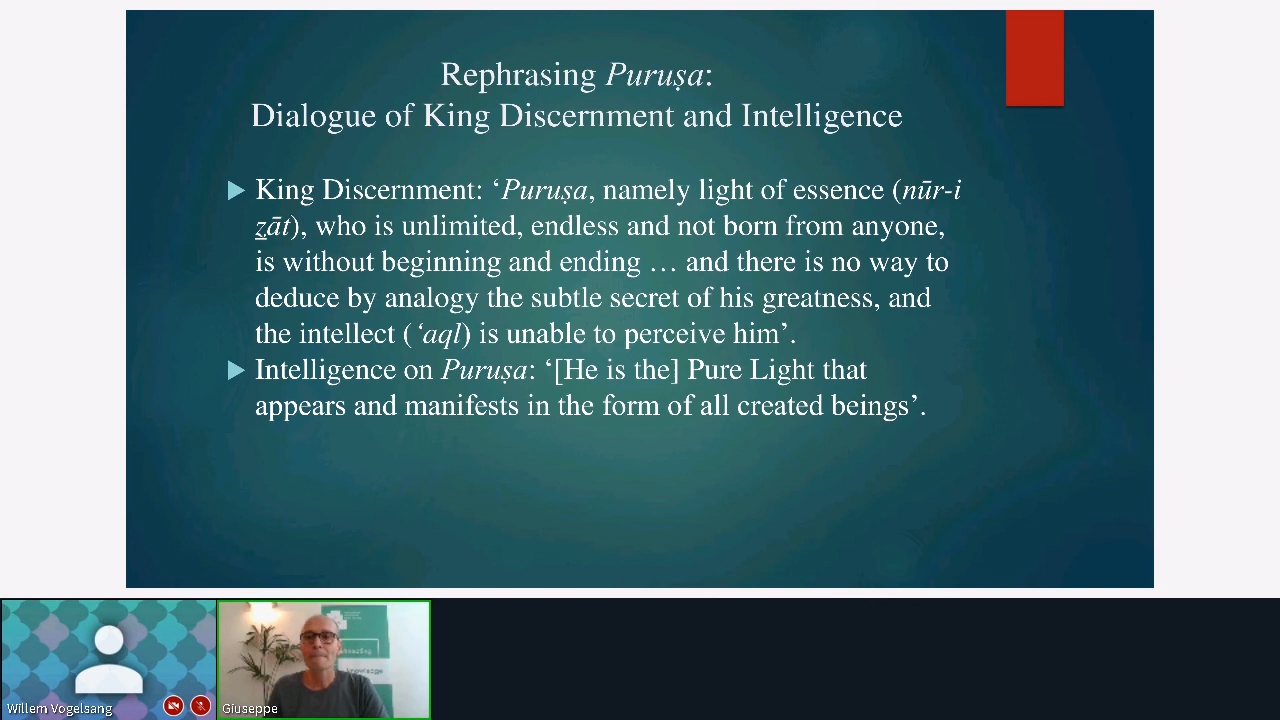 Rephrasing Puruṣa:
Dialogue of King Discernment and Intelligence
King Discernment: ‘Puruṣa, namely light of essence (nūr-i
z̲āt), who is unlimited, endless and not born from anyone,
is without beginning and ending … and there is no way to
deduce by analogy the subtle secret of his greatness, and
the intellect (‘aql) is unable to perceive him’.
Intelligence on Puruṣa: ‘[He is the] Pure Light that
appears and manifests in the form of all created beings’.
Willem Vogelsang
Giuseppe